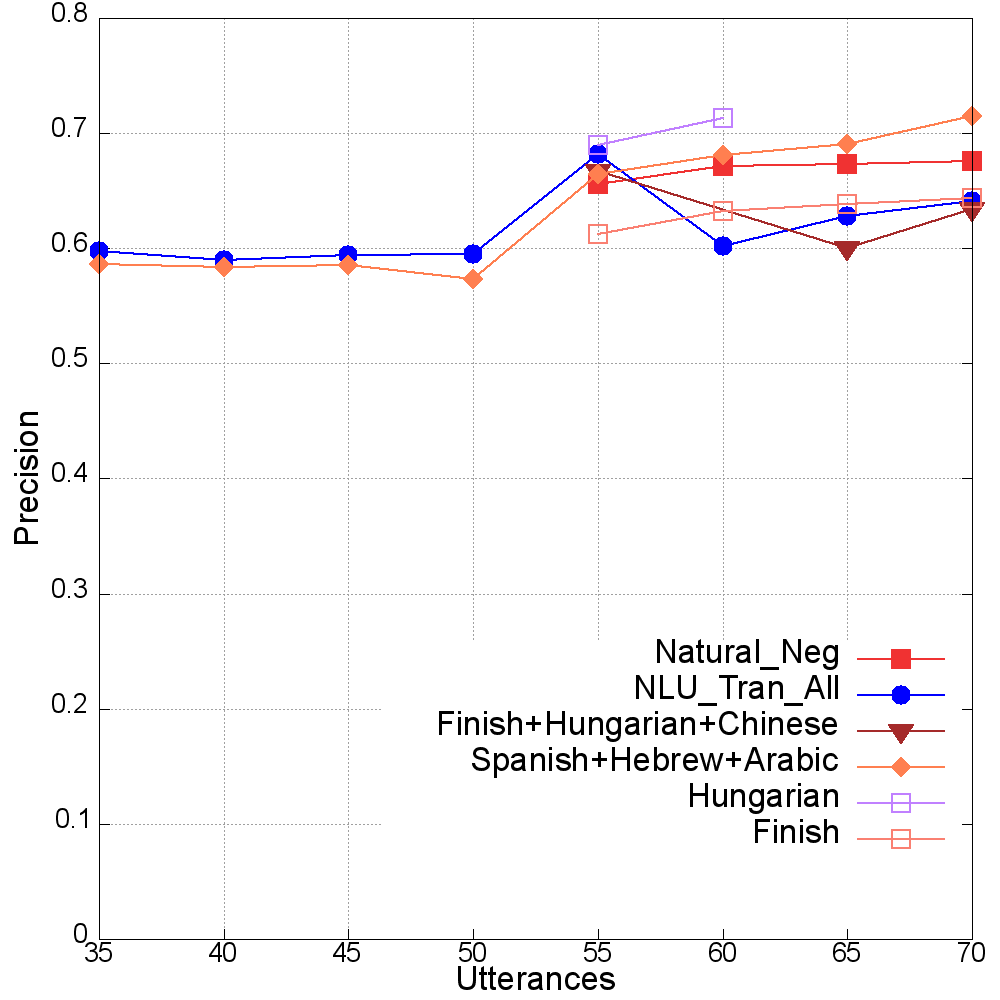 0.8
0.7
0.6
0.5
0.4
0.3
0.2
0.1
0
Precision
Natural_Neg
NLU_Tran_All
Finish+Hungarian+Chinese
Spanish+Hebrew+Arabic
Hungarian
Finish
35 40 45 50 55 60 65 70
Utterances